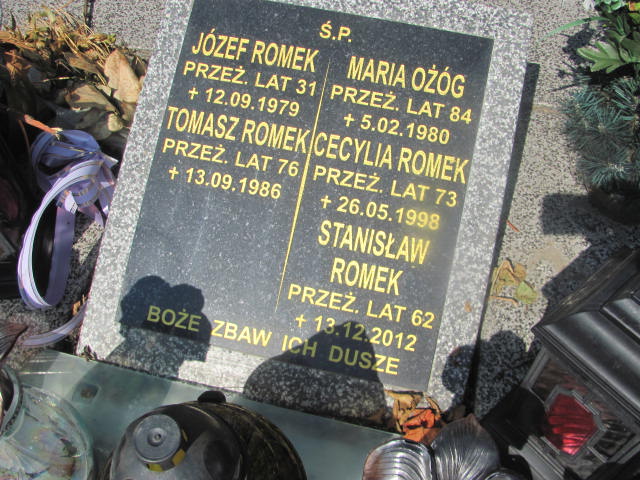 Ś.P.
JÓZEF ROMEK
PRZEŻ. LAT 31
+ 12.09.1979
TOMASZ ROMEK
PRZEŻ. LAT 76
+ 13.09.1986
MARIA OŻÓG
PRZEŻ. LAT 84
+ 5.02.1980
CECYLIA ROMEK
PRZEŻ. LAT 73
+ 26.05.1998
STANISŁAW
ROMEK
PRZEŻ. LAT 62
+ 13.12.2012
BOŻE ZBAW ICH DUSZE